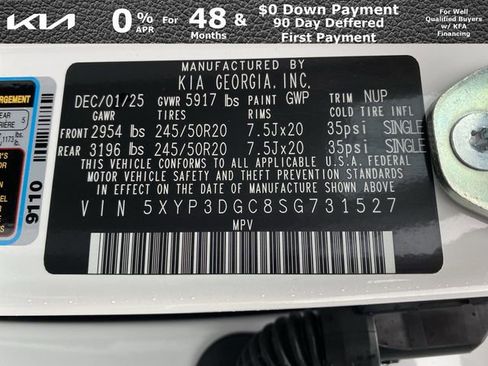 KIA
0% APR For 48 & Months
$0 Down Payment
90 Day Deffered
First Payment
For Well
Qualified Buyers
w/ KFA
Financing
MANUFACTURED BY
KIA GEORGIA, INC.
DEC/01/25 GVWR 5917 lbs PAINT GWP TRIM NUP
GAWR TIRES RIMS COLD TIRE INFL
FRONT 2954 lbs 245/50R20 7.5Jx20 35psi SINGLE
REAR 3196 lbs 245/50R20 7.5Jx20 35psi SINGLE
THIS VEHICLE CONFORMS TO ALL APPLICABLE U.S.A. FEDERAL
MOTOR VEHICLE SAFETY AND THEFT PREVENTION STANDARDS
IN EFFECT ON THE DATE OF MANUFACTURE SHOWN ABOVE.
VIN 5XYP3DGC8SG731527
MPV
9110